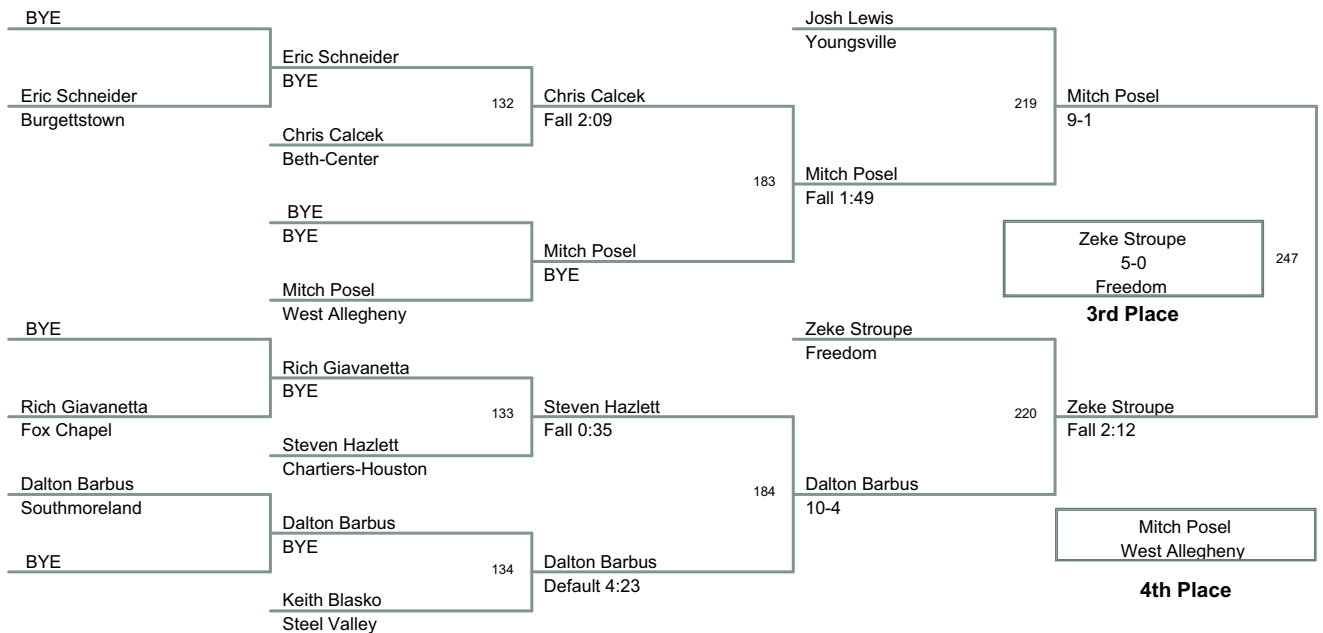 BYE
Josh Lewis
Youngsville
Eric Schneider
BYE
Eric Schneider
Burgettstown
132
Chris Calcek
Fall 2:09
219
Mitch Posel
9-1
Chris Calcek
Beth-Center
183
Mitch Posel
Fall 1:49
BYE
BYE
Mitch Posel
BYE
Zeke Stroupe
5-0
Freedom
247
3rd Place
Mitch Posel
West Allegheny
BYE
Zeke Stroupe
Freedom
Rich Giavanetta
BYE
Rich Giavanetta
Fox Chapel
133
Steven Hazlett
Fall 0:35
220
Zeke Stroupe
Fall 2:12
Steven Hazlett
Chartiers-Houston
Dalton Barbus
Southmoreland
184
Dalton Barbus
10-4
Dalton Barbus
BYE
Mitch Posel
West Allegheny
4th Place
BYE
134
Dalton Barbus
Default 4:23
Keith Blasko
Steel Valley